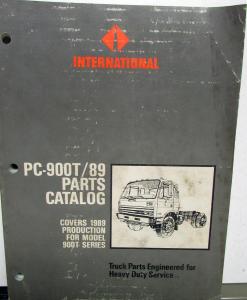 INTERNATIONAL
PC-900T/89
PARTS
CATALOG
COVERS 1989
PRODUCTION
FOR MODEL
900T SERIES
Truck Parts Engineered for
Heavy Duty Service...